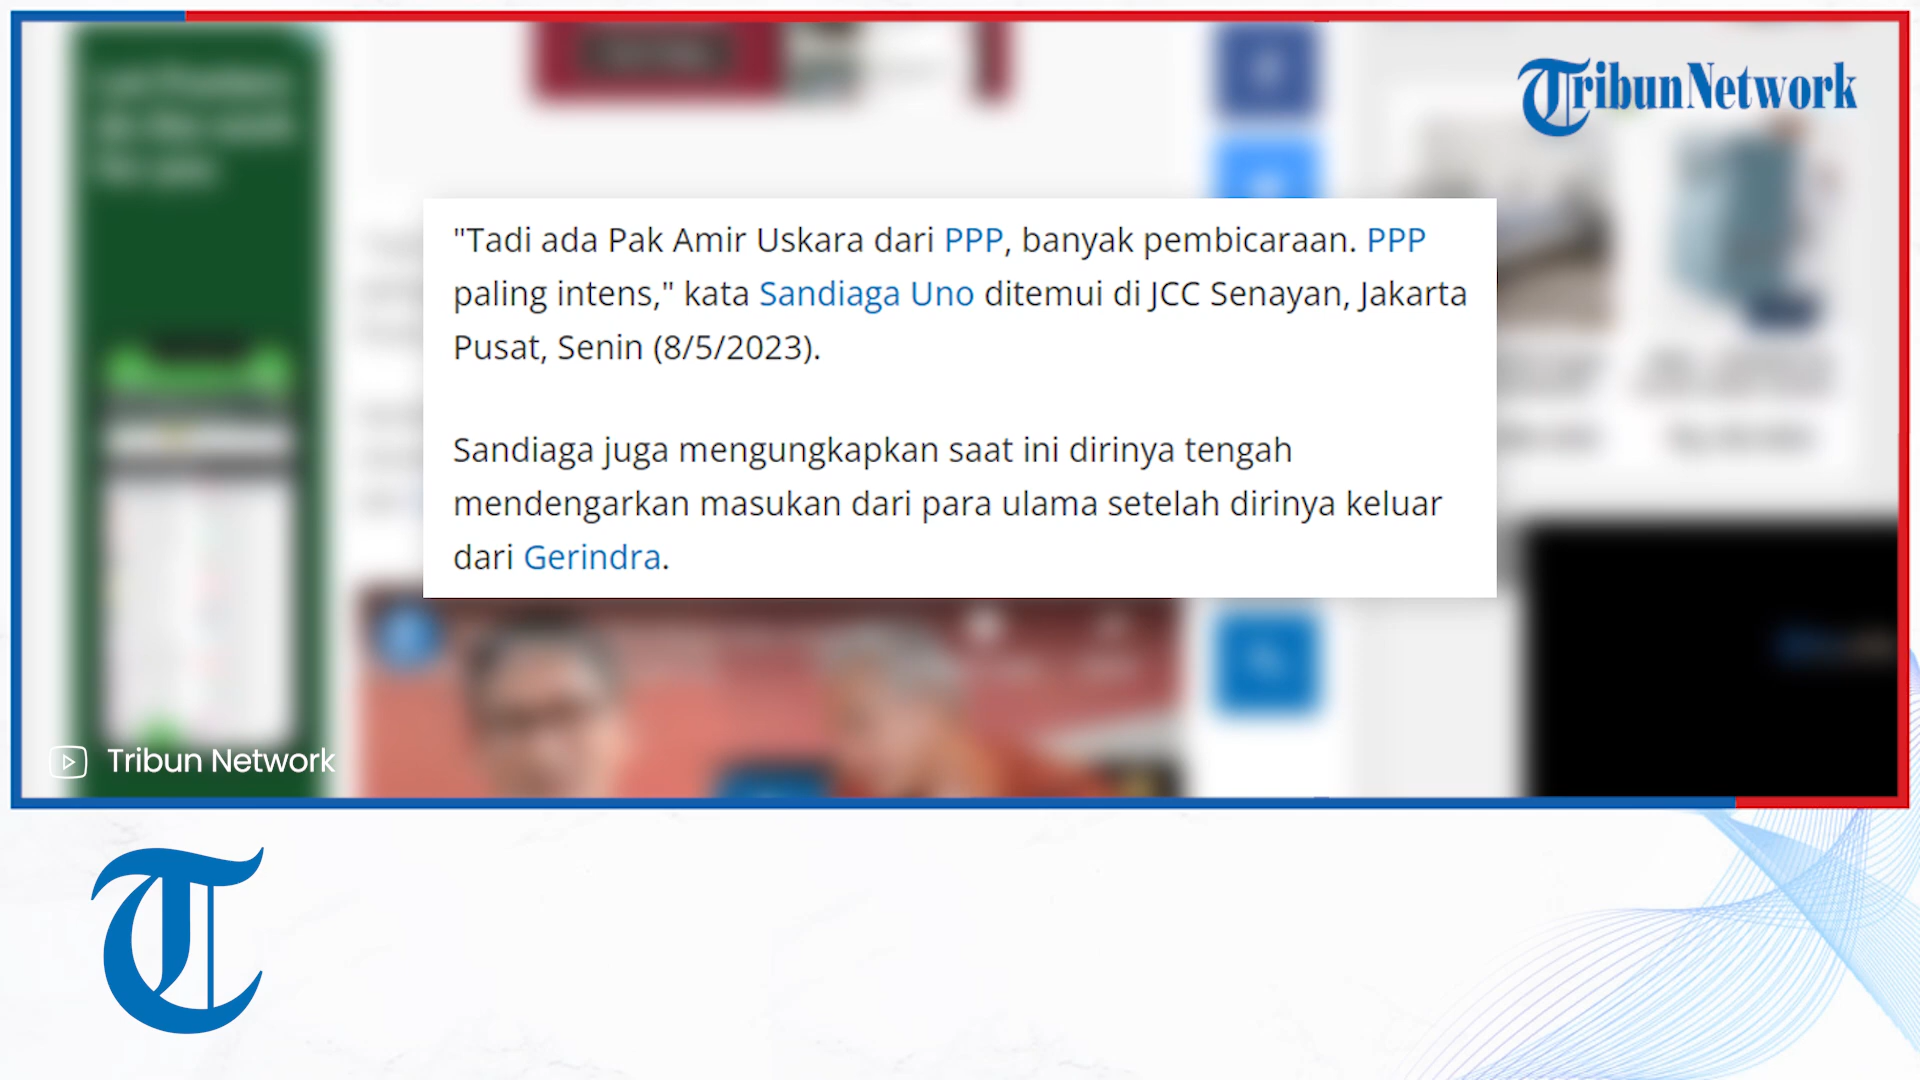 TribunNetwork
"Tadi ada Pak Amir Uskara dari PPP, banyak pembicaraan. PPP
paling intens," kata Sandiaga Uno ditemui di JCC Senayan, Jakarta
Pusat, Senin (8/5/2023).
Sandiaga juga mengungkapkan saat ini dirinya tengah
mendengarkan masukan dari para ulama setelah dirinya keluar
dari Gerindra.
Tribun Network
T